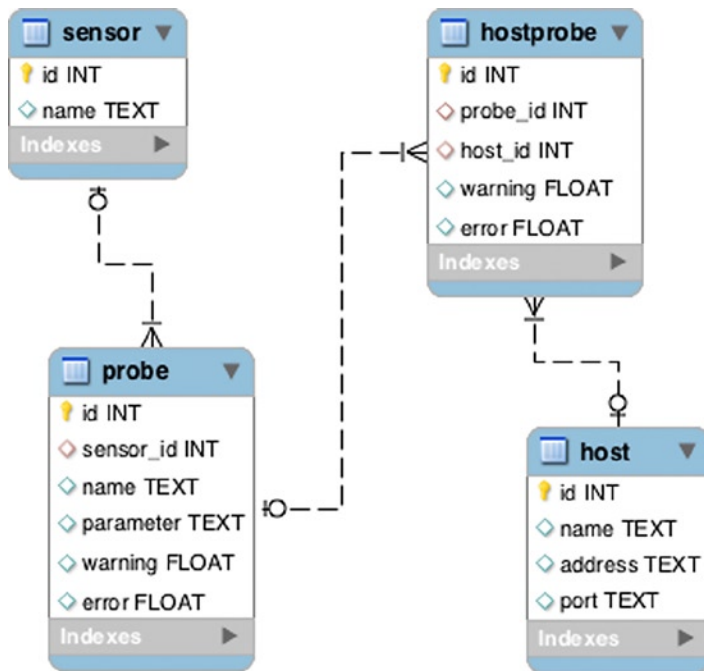 sensor
id INT
name TEXT
Indexes
hostprobe
id INT
probe_id INT
host_id INT
warning FLOAT
error FLOAT
Indexes
probe
id INT
sensor_id INT
name TEXT
parameter TEXT
warning FLOAT
error FLOAT
Indexes
host
id INT
name TEXT
address TEXT
port TEXT
Indexes